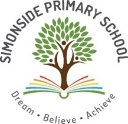 SIMONSIDE PRIMARY SCHOOL
Dream • Believe • Achieve